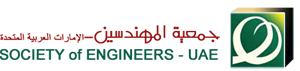 جمعية المهندسين – الإمارات العربية المتحدة
SOCIETY of ENGINEERS - UAE